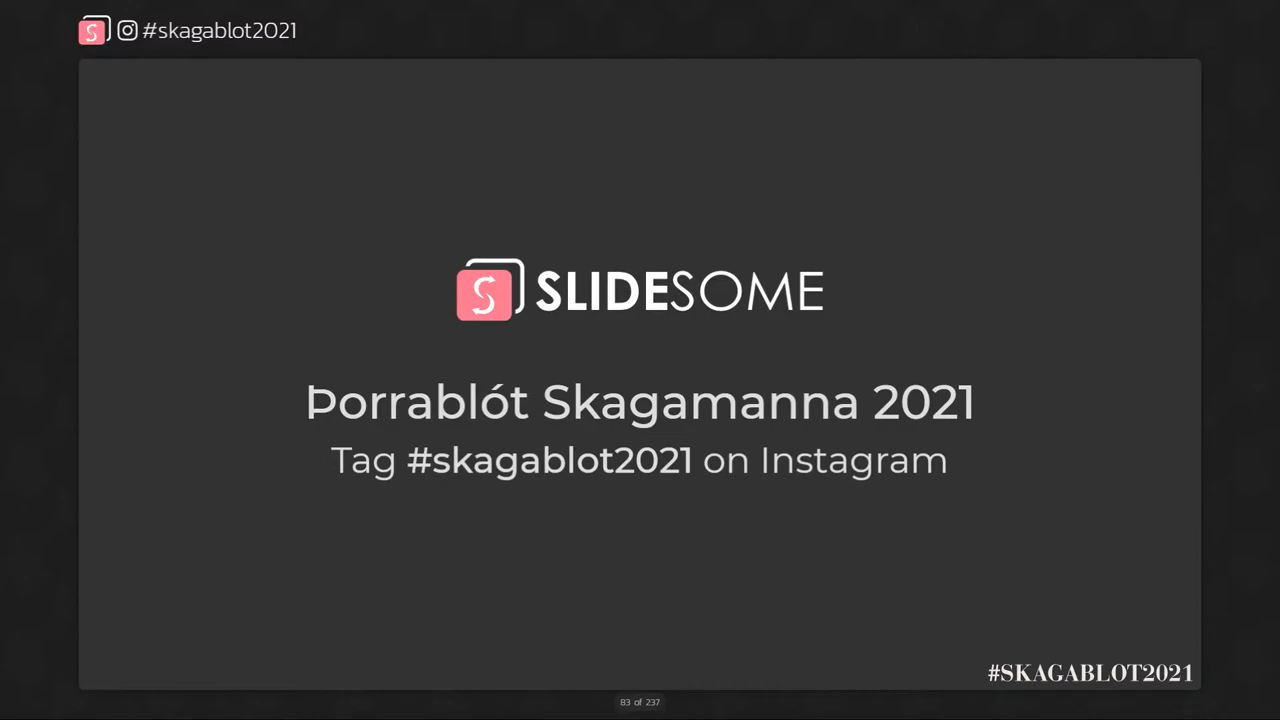 #skagablot2021
SLIDESOME
Þorrablót Skagamanna 2021
Tag #skagablot2021 on Instagram
#SKAGABLOT2021
83 of 237